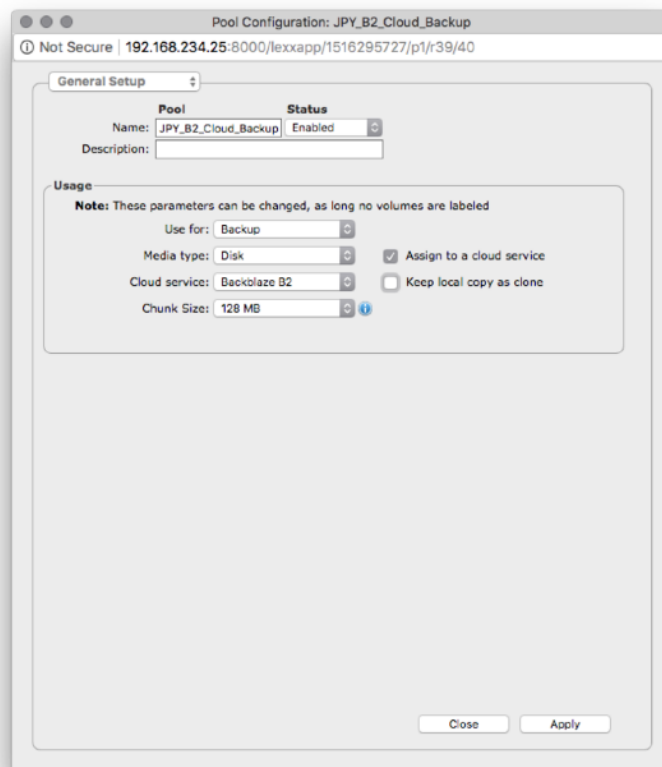 Pool Configuration: JPY_B2_Cloud_Backup
Not Secure | 192.168.234.25:8000/lexxapp/1516295727/p1/r39/40
General Setup
Pool Status
Name: JPY_B2_Cloud_Backup Enabled
Description:
Usage
Note: These parameters can be changed, as long no volumes are labeled
Use for: Backup
Media type: Disk Assign to a cloud service
Cloud service: Backblaze B2 Keep local copy as clone
Chunk Size: 128 MB
Close Apply